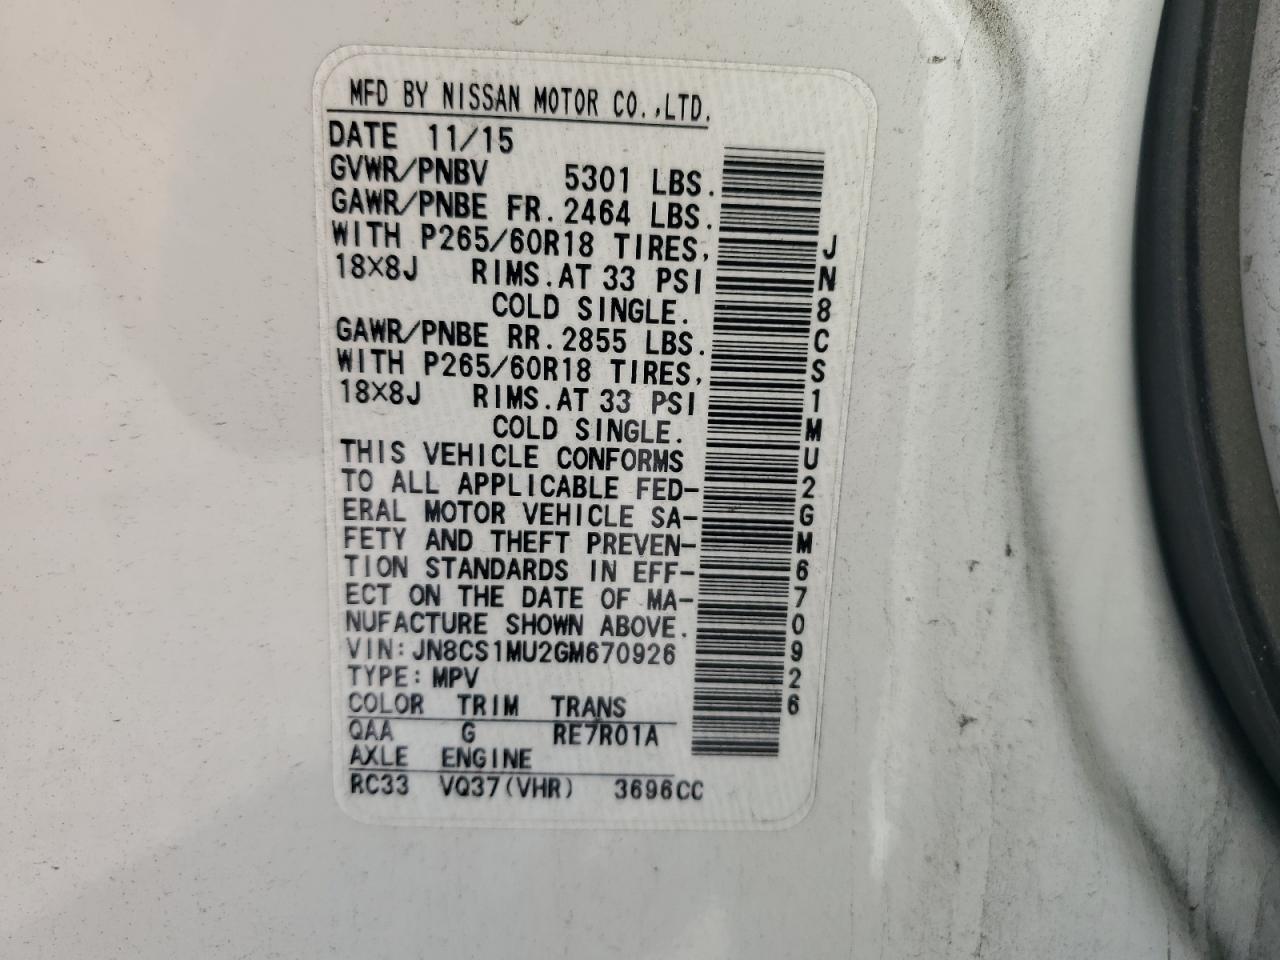 MFD BY NISSAN MOTOR CO.,LTD.
DATE 11/15
GVWR/PNBV 5301 LBS.
GAWR/PNBE FR. 2464 LBS.
WITH P265/60R18 TIRES,
18X8J RIMS. AT 33 PSI
COLD SINGLE.
GAWR/PNBE RR. 2855 LBS.
WITH P265/60R18 TIRES,
18X8J RIMS. AT 33 PSI
COLD SINGLE.
THIS VEHICLE CONFORMS
TO ALL APPLICABLE FED-
ERAL MOTOR VEHICLE SA-
FETY AND THEFT PREVEN-
TION STANDARDS IN EFF-
ECT ON THE DATE OF MA-
NUFACTURE SHOWN ABOVE.
VIN: JN8CS1MU2GM670926
TYPE: MPV
COLOR TRIM TRANS
QAA G RE7R01A
AXLE ENGINE
RC33 VQ37(VHR) 3696CC
JN8CS1MU2GM670926